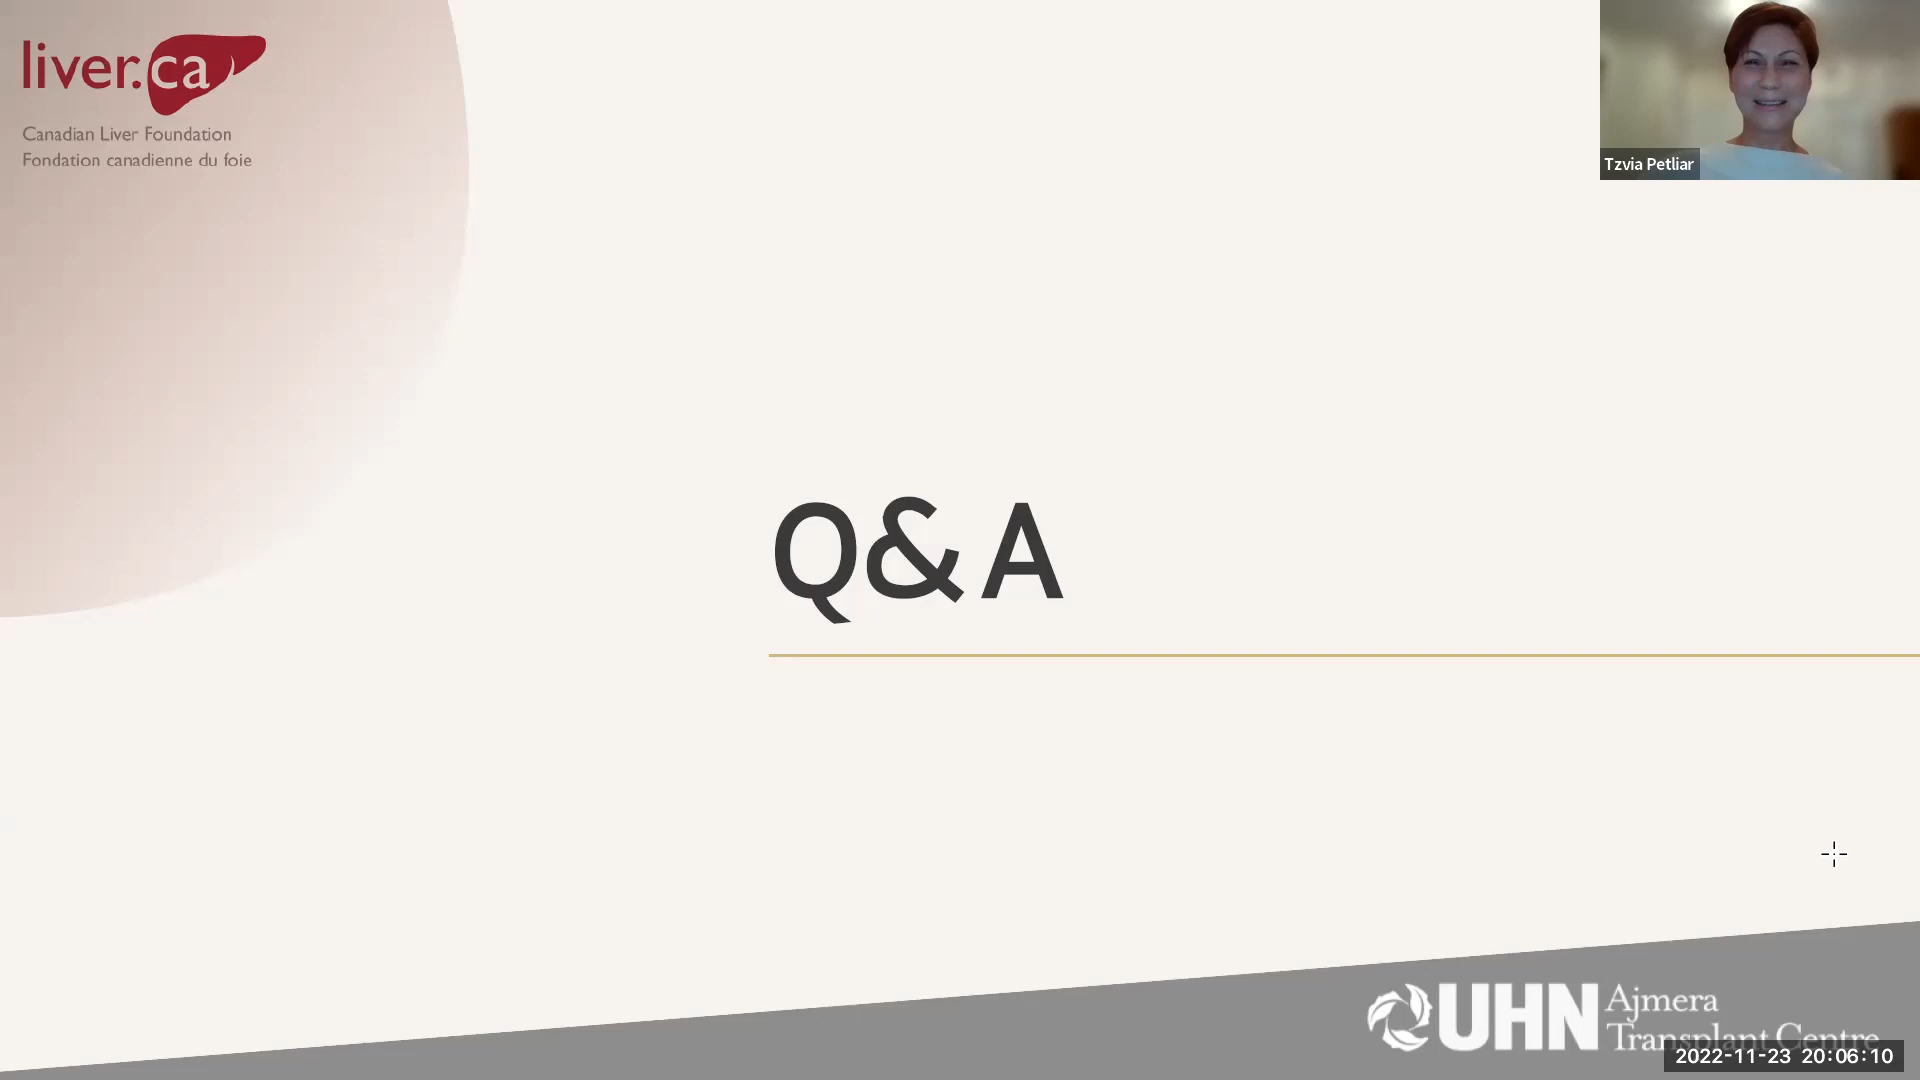 liver.ca
Canadian Liver Foundation
Fondation canadienne du foie
Tzvia Petliar
Q&A
UHN Ajmera
Transplant Centre
2022-11-23 20:06:10